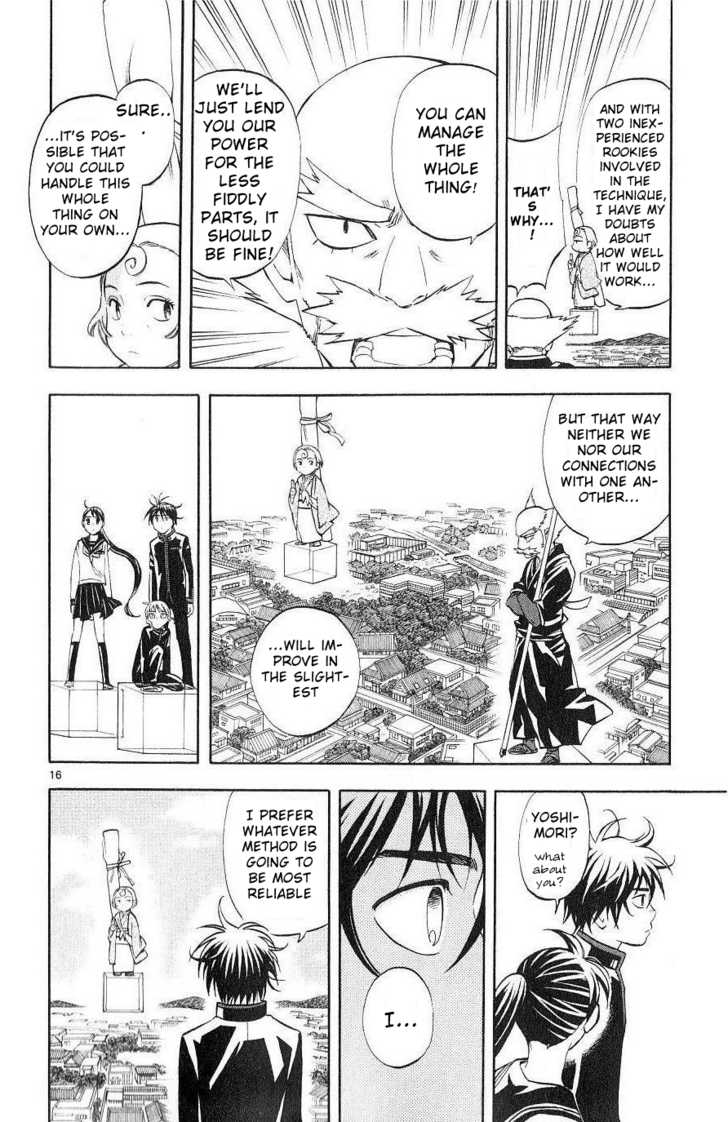 AND WITH
TWO INEX-
PERIENCED
ROOKIES
INVOLVED
IN THE
TECHNIQUE,
I HAVE MY
DOUBTS
ABOUT
HOW WELL
IT WOULD
WORK...
THAT'
S
WHY...
!
YOU CAN
MANAGE
THE
WHOLE
THING!
WE'LL
JUST LEND
YOU OUR
POWER
FOR THE
LESS
FIDDLY
PARTS, IT
SHOULD
BE FINE!
SURE..
.
...IT'S POS-
SIBLE THAT
YOU COULD
HANDLE THIS
WHOLE
THING ON
YOUR OWN...
BUT THAT WAY
NEITHER WE
NOR OUR
CONNECTIONS
WITH ONE AN-
OTHER...
...WILL IM-
PROVE IN
THE SLIGHT-
EST
16
YOSHI-
MORI?
what
about
you?
I...
I PREFER
WHATEVER
METHOD IS
GOING TO
BE MOST
RELIABLE